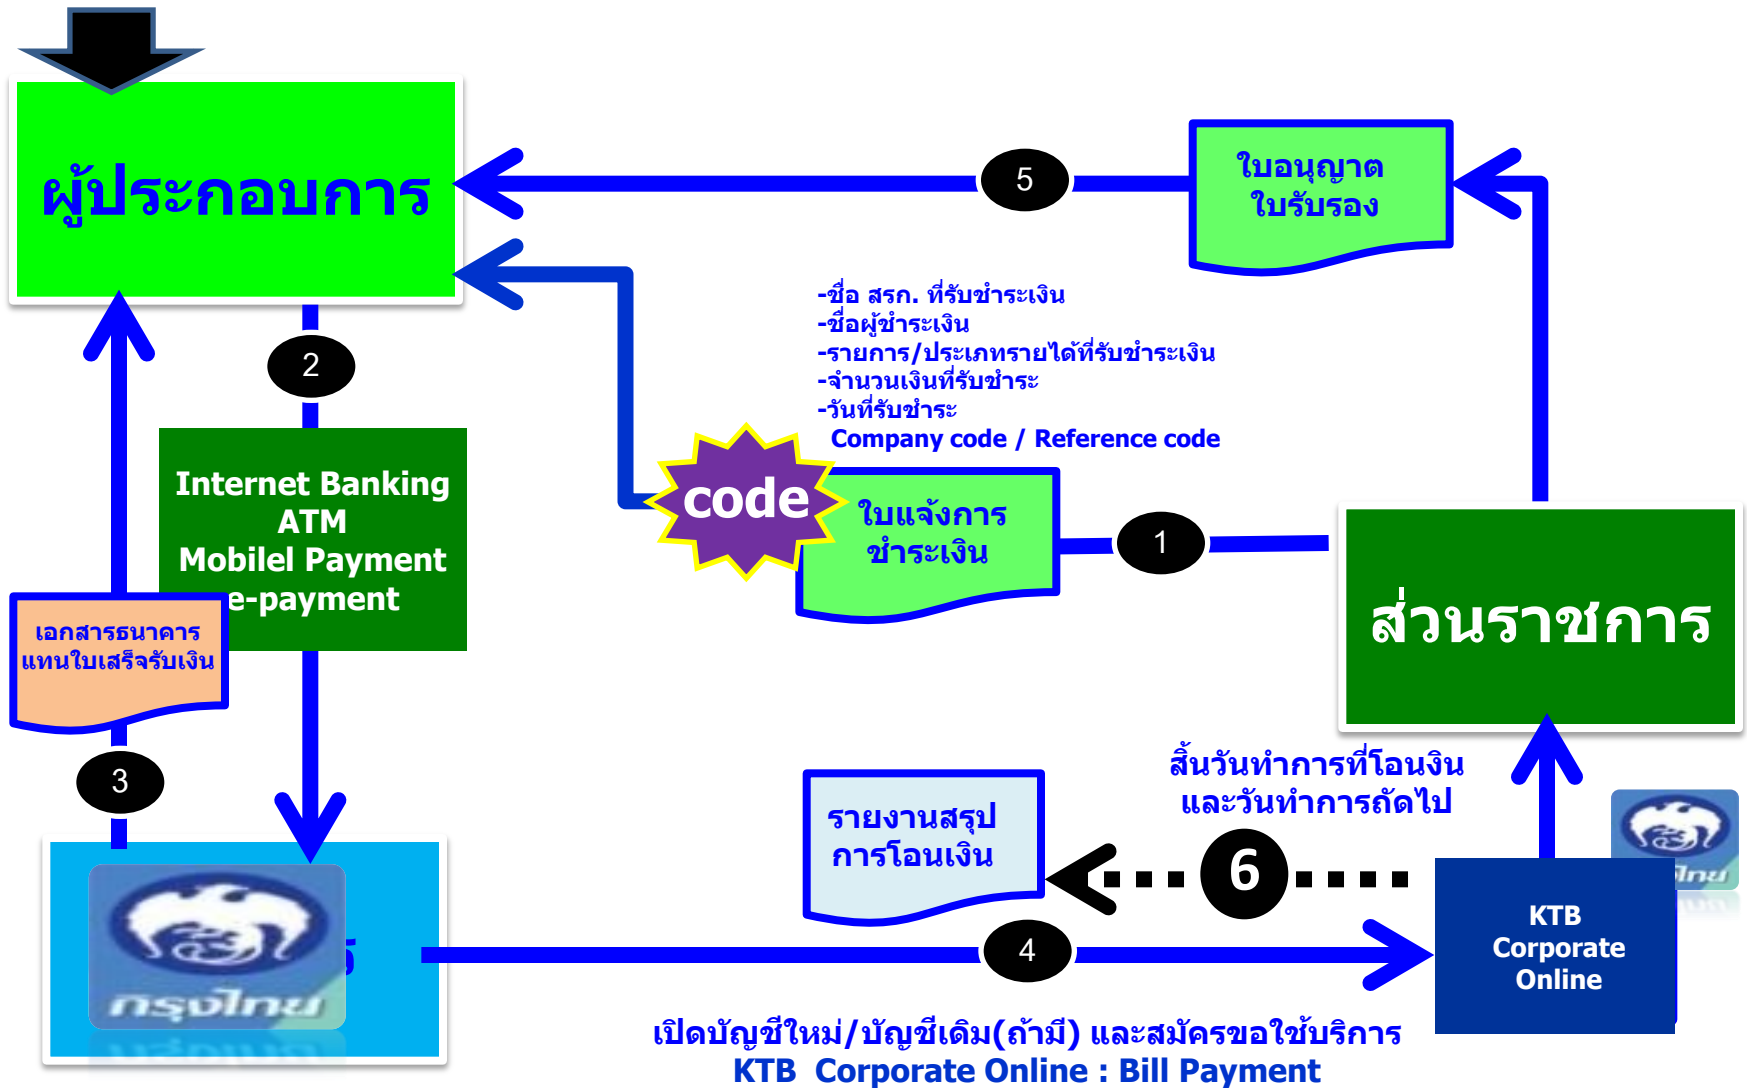 ผู้ประกอบการ
5
ใบอนุญาต
ใบรับรอง
-ชื่อ สรก. ที่รับชำระเงิน
-ชื่อผู้ชำระเงิน
-รายการ/ประเภทรายได้ที่รับชำระเงิน
-จำนวนเงินที่รับชำระ
-วันที่รับชำระ
Company code / Reference code
2
Internet Banking
ATM
Mobilel Payment
e-payment
code
ใบแจ้งการ
ชำระเงิน
1
ส่วนราชการ
เอกสารธนาคาร
แทนใบเสร็จรับเงิน
3
รายงานสรุป
การโอนเงิน
สิ้นวันทำการที่โอนงิน
และวันทำการถัดไป
6
KTB
Corporate
Online
กรุงไทย
4
เปิดบัญชีใหม่/บัญชีเดิม(ถ้ามี) และสมัครขอใช้บริการ
KTB Corporate Online : Bill Payment